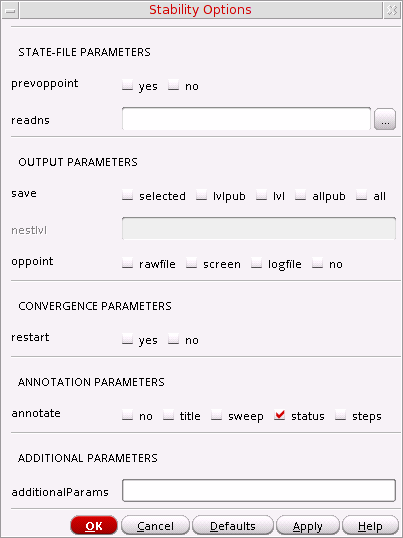 Stability Options
STATE-FILE PARAMETERS
prevoppoint yes no
readns ...
OUTPUT PARAMETERS
save selected lvlpub lvl allpub all
nestlvl
oppoint rawfile screen logfile no
CONVERGENCE PARAMETERS
restart yes no
ANNOTATION PARAMETERS
annotate no title sweep status steps
ADDITIONAL PARAMETERS
additionalParams
OK Cancel Defaults Apply Help